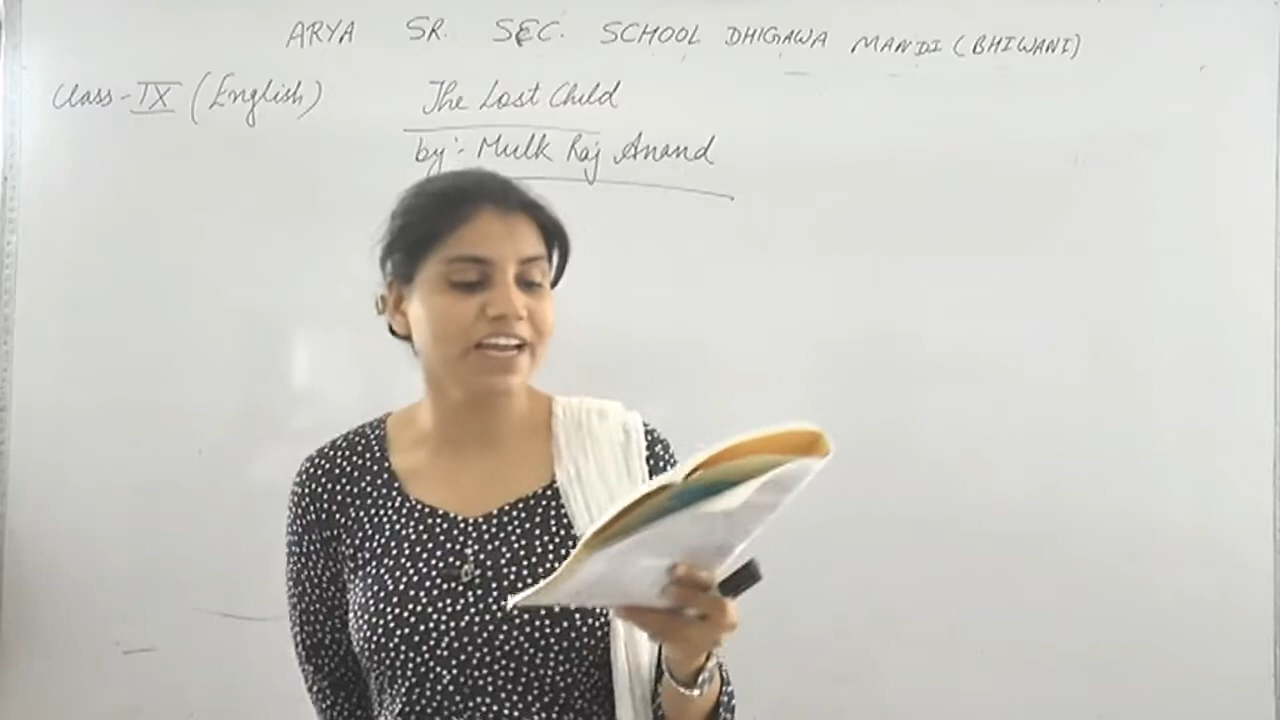 ARYA SR. SEC. SCHOOL DHIGAWA MANDI (BHIWANI)
Class - IX (English)
The Lost Child
by :- Mulk Raj Anand